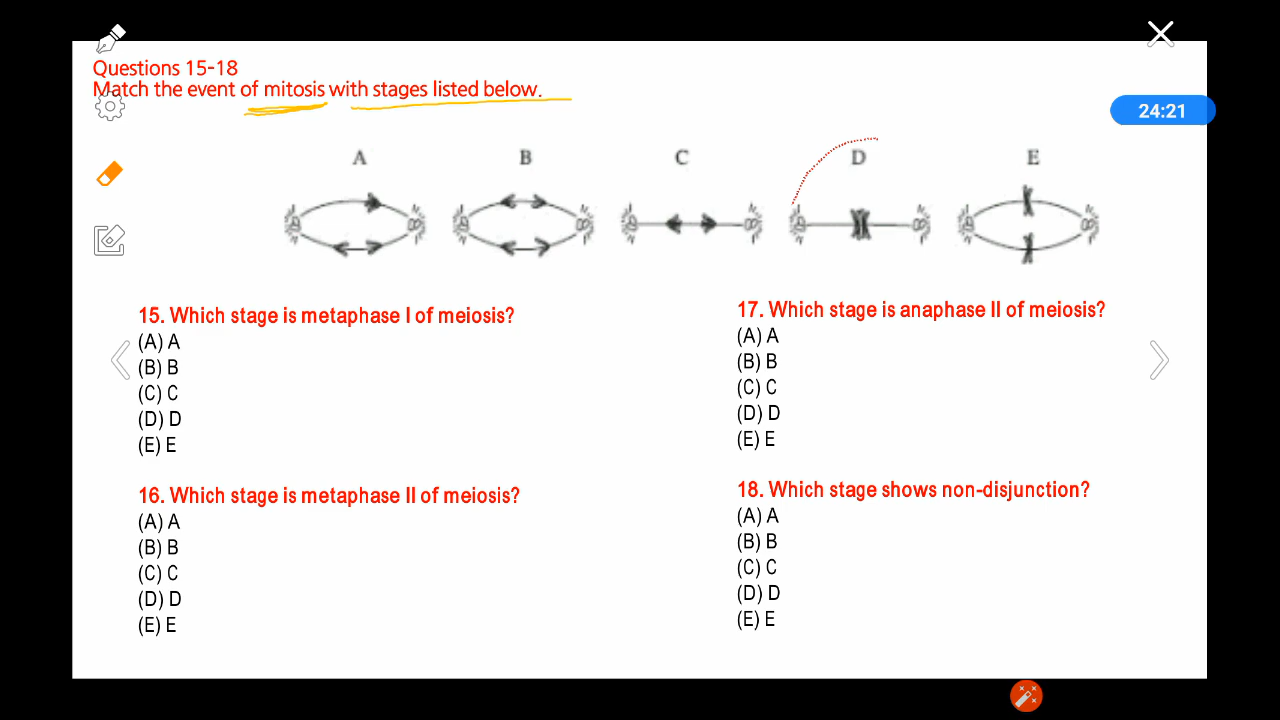 Questions 15-18
Match the event of mitosis with stages listed below.
24:21
A B C D E
15. Which stage is metaphase I of meiosis?
(A) A
(B) B
(C) C
(D) D
(E) E
16. Which stage is metaphase II of meiosis?
(A) A
(B) B
(C) C
(D) D
(E) E
17. Which stage is anaphase II of meiosis?
(A) A
(B) B
(C) C
(D) D
(E) E
18. Which stage shows non-disjunction?
(A) A
(B) B
(C) C
(D) D
(E) E